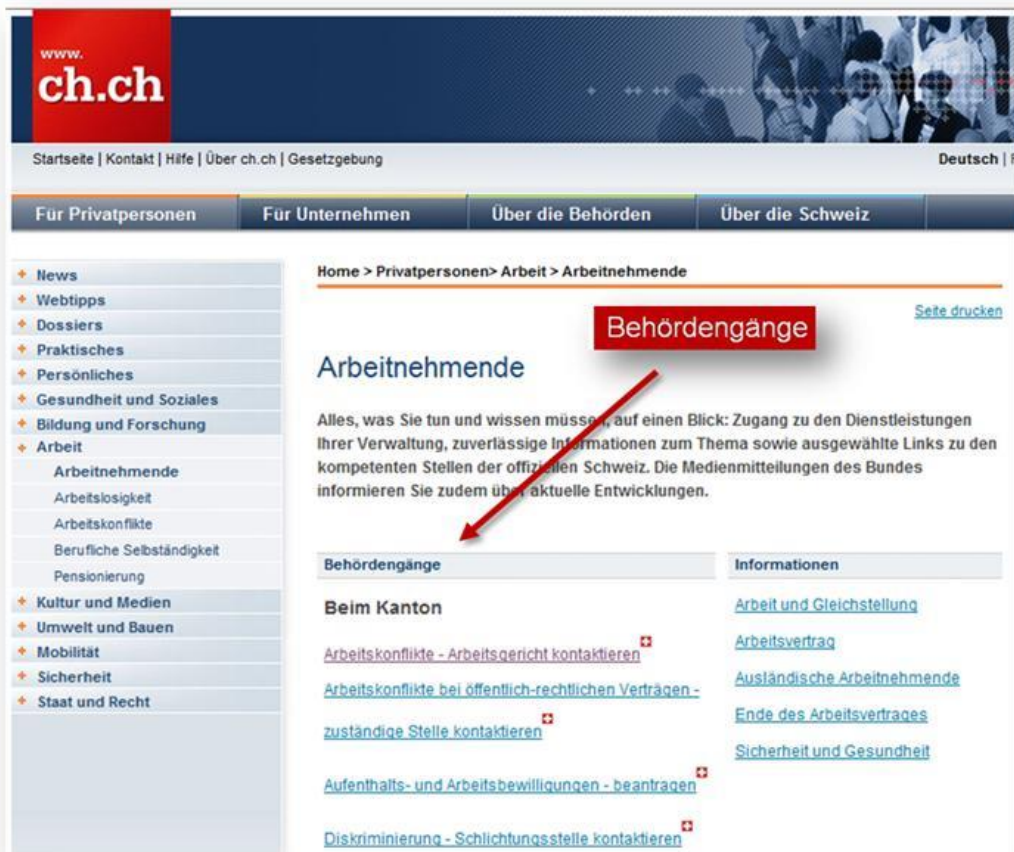 www.
ch.ch
Startseite | Kontakt | Hilfe | Über ch.ch | Gesetzgebung
Deutsch |
Für Privatpersonen
Für Unternehmen
Über die Behörden
Über die Schweiz
News
Webtipps
Dossiers
Praktisches
Persönliches
Gesundheit und Soziales
Bildung und Forschung
Arbeit
Arbeitnehmende
Arbeitslosigkeit
Arbeitskonflikte
Berufliche Selbständigkeit
Pensionierung
Kultur und Medien
Umwelt und Bauen
Mobilität
Sicherheit
Staat und Recht
Home > Privatpersonen> Arbeit > Arbeitnehmende
Seite drucken
Behördengänge
Arbeitnehmende
Alles, was Sie tun und wissen müssen, auf einen Blick: Zugang zu den Dienstleistungen
Ihrer Verwaltung, zuverlässige Informationen zum Thema sowie ausgewählte Links zu den
kompetenten Stellen der offiziellen Schweiz. Die Medienmitteilungen des Bundes
informieren Sie zudem über aktuelle Entwicklungen.
Behördengänge
Beim Kanton
Arbeitskonflikte - Arbeitsgericht kontaktieren
Arbeitskonflikte bei öffentlich-rechtlichen Verträgen -
zuständige Stelle kontaktieren
Aufenthalts- und Arbeitsbewilligungen - beantragen
Diskriminierung - Schlichtungsstelle kontaktieren
Informationen
Arbeit und Gleichstellung
Arbeitsvertrag
Ausländische Arbeitnehmende
Ende des Arbeitsvertrages
Sicherheit und Gesundheit